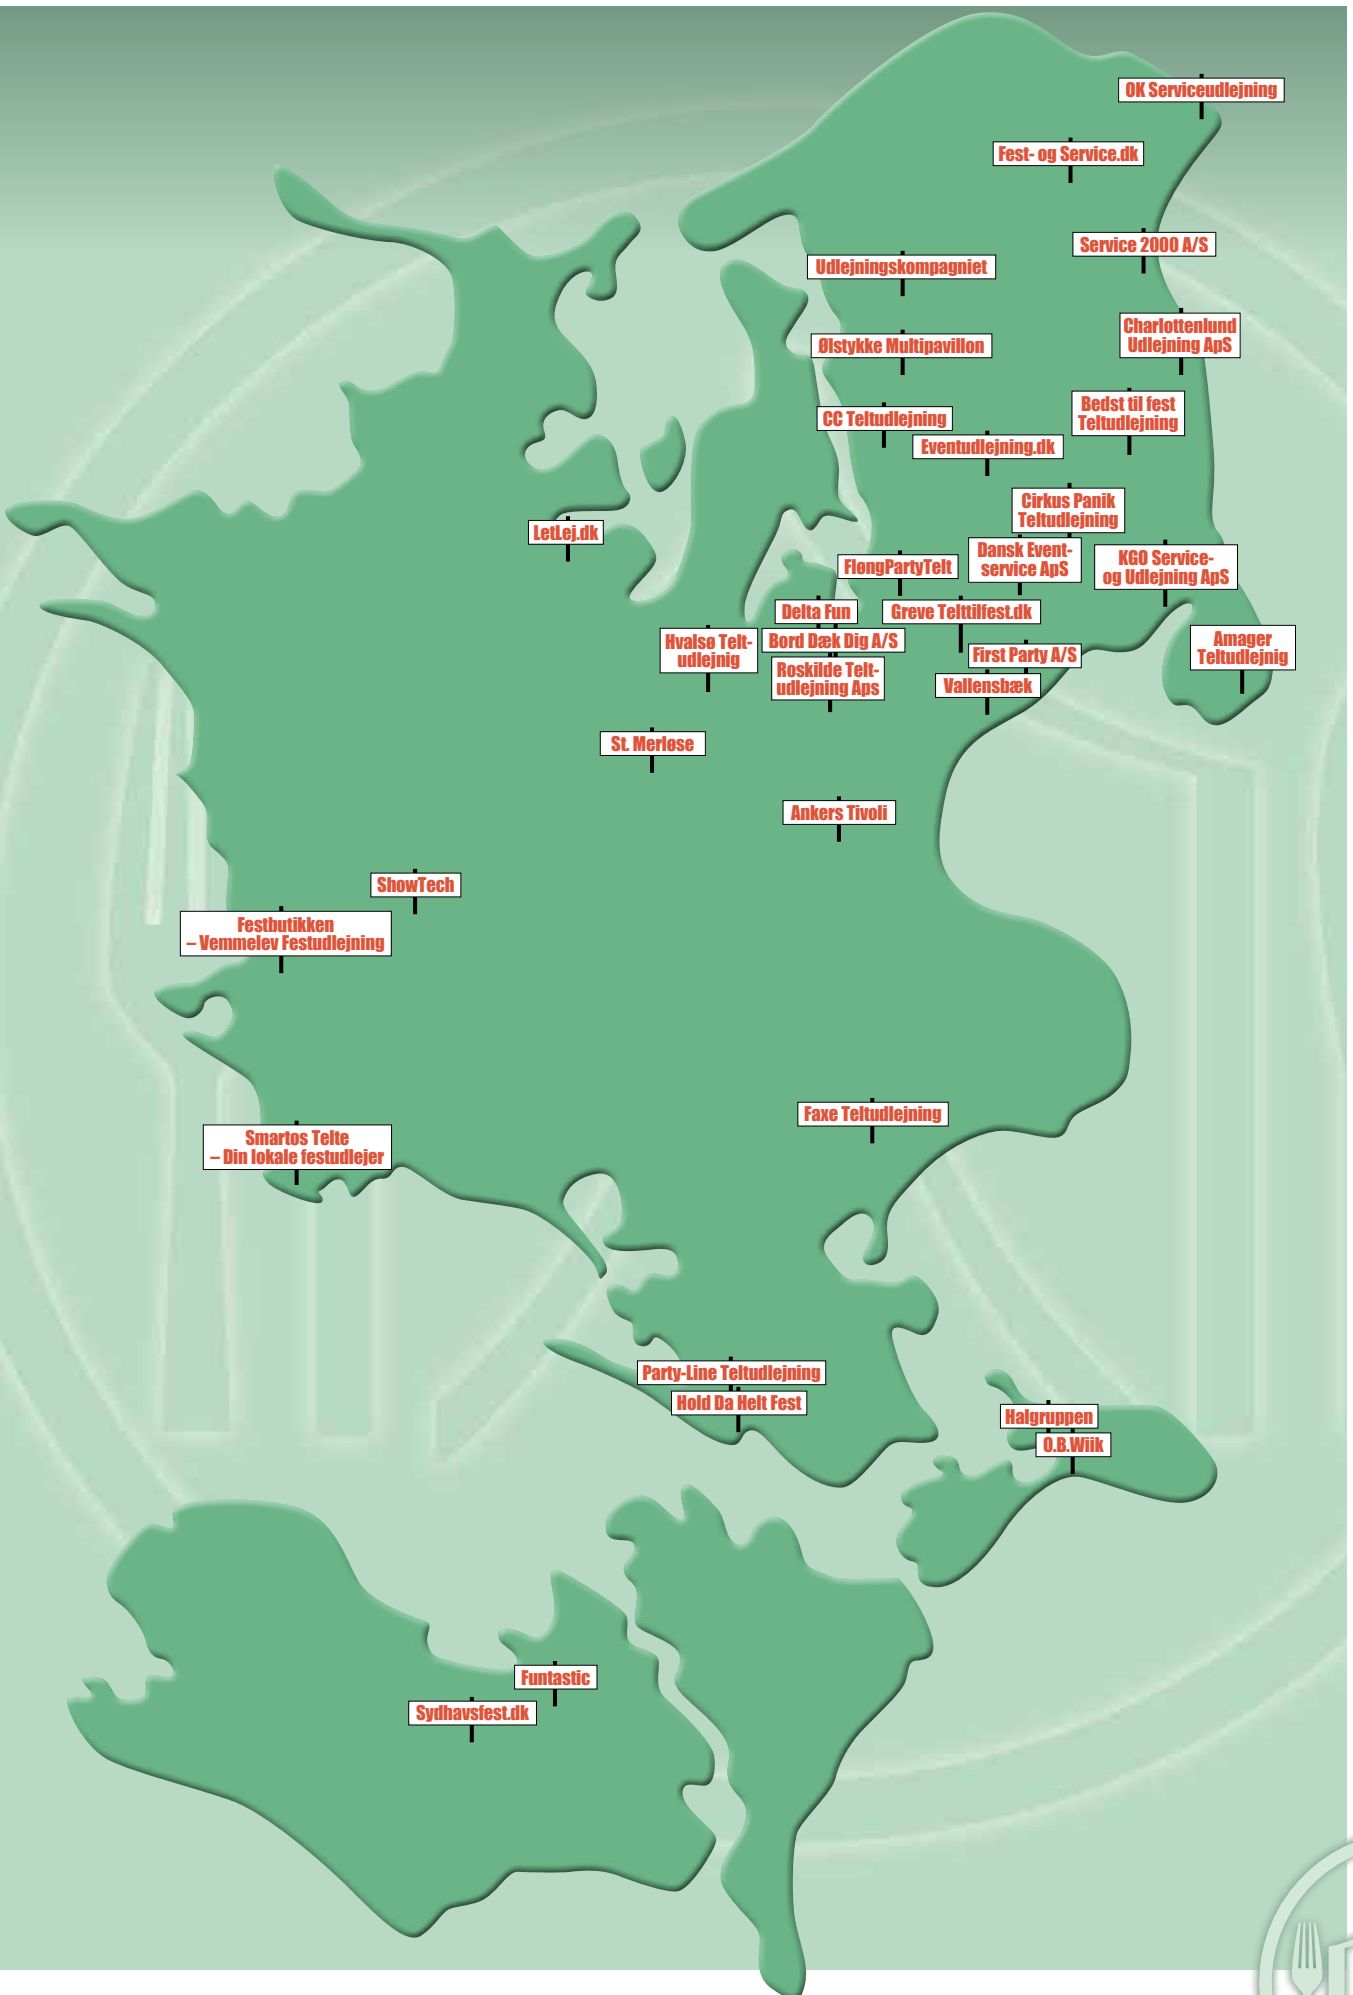 OK Serviceudlejning
Fest- og Service.dk
Service 2000 A/S
Udlejningskompagniet
Charlottenlund
Udlejning ApS
Ølstykke Multipavillon
Bedst til fest
Teltudlejning
CC Teltudlejning
Eventudlejning.dk
Cirkus Panik
Teltudlejning
LetLej.dk
Dansk Event-
service ApS
KGO Service-
og Udlejning ApS
FløngPartyTelt
Delta Fun
Greve Telttilfest.dk
Bord Dæk Dig A/S
Hvalsø Telt-
udlejnig
Amager
Teltudlejnig
First Party A/S
Roskilde Telt-
udlejning Aps
Vallensbæk
St. Merløse
Ankers Tivoli
ShowTech
Festbutikken
– Vemmelev Festudlejning
Faxe Teltudlejning
Smartos Telte
– Din lokale festudlejer
Party-Line Teltudlejning
Hold Da Helt Fest
Halgruppen
O.B.Wiik
Funtastic
Sydhavsfest.dk